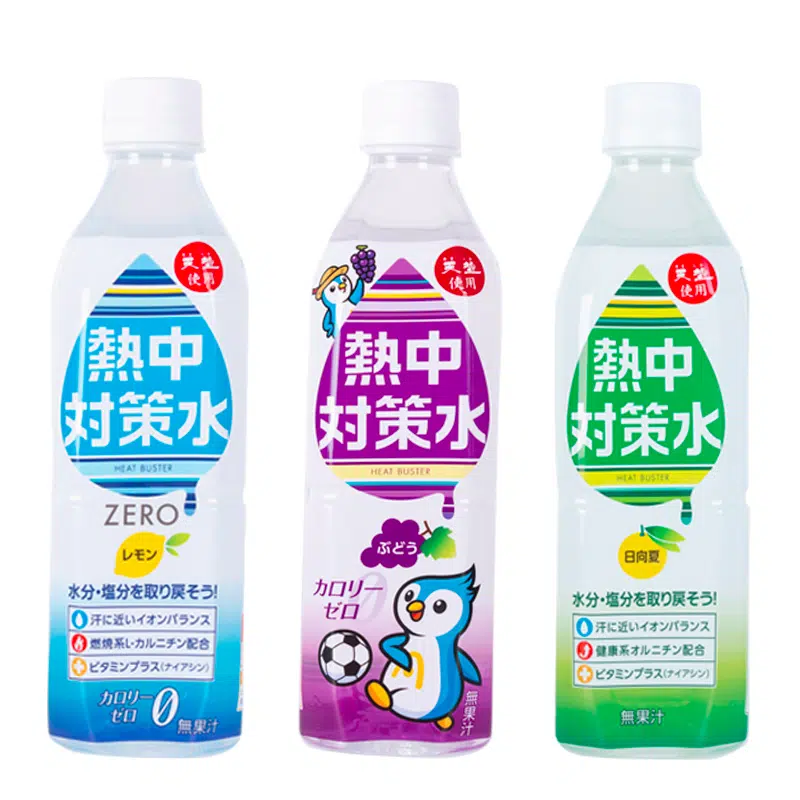 天塩
使用
熱中
対策水
HEAT BUSTER
ZERO
レモン
水分・塩分を取り戻そう!
汗に近いイオンバランス
燃焼系L-カルニチン配合
ビタミンプラス(ナイアシン)
カロリー
ゼロ 0
無果汁
天塩
使用
熱中
対策水
HEAT BUSTER
ぶどう
カロリー
ゼロ 0
無果汁
天塩
使用
熱中
対策水
HEAT BUSTER
日向夏
水分・塩分を取り戻そう!
汗に近いイオンバランス
健康系オルニチン配合
ビタミンプラス(ナイアシン)
無果汁